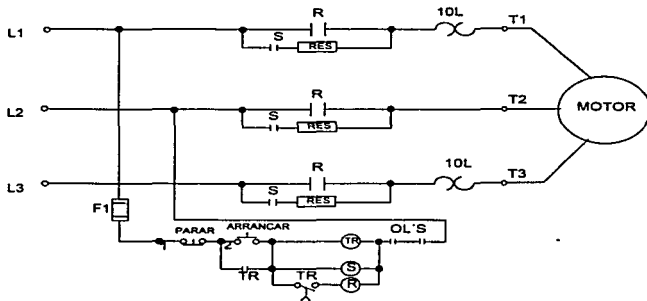 R
10L
T1
L1
S
RES
R
T2
L2
S
RES
MOTOR
R
10L
T3
L3
S
RES
F1
PARAR
ARRANCAR
TR
OL'S
1
2
TR
S
TR
R